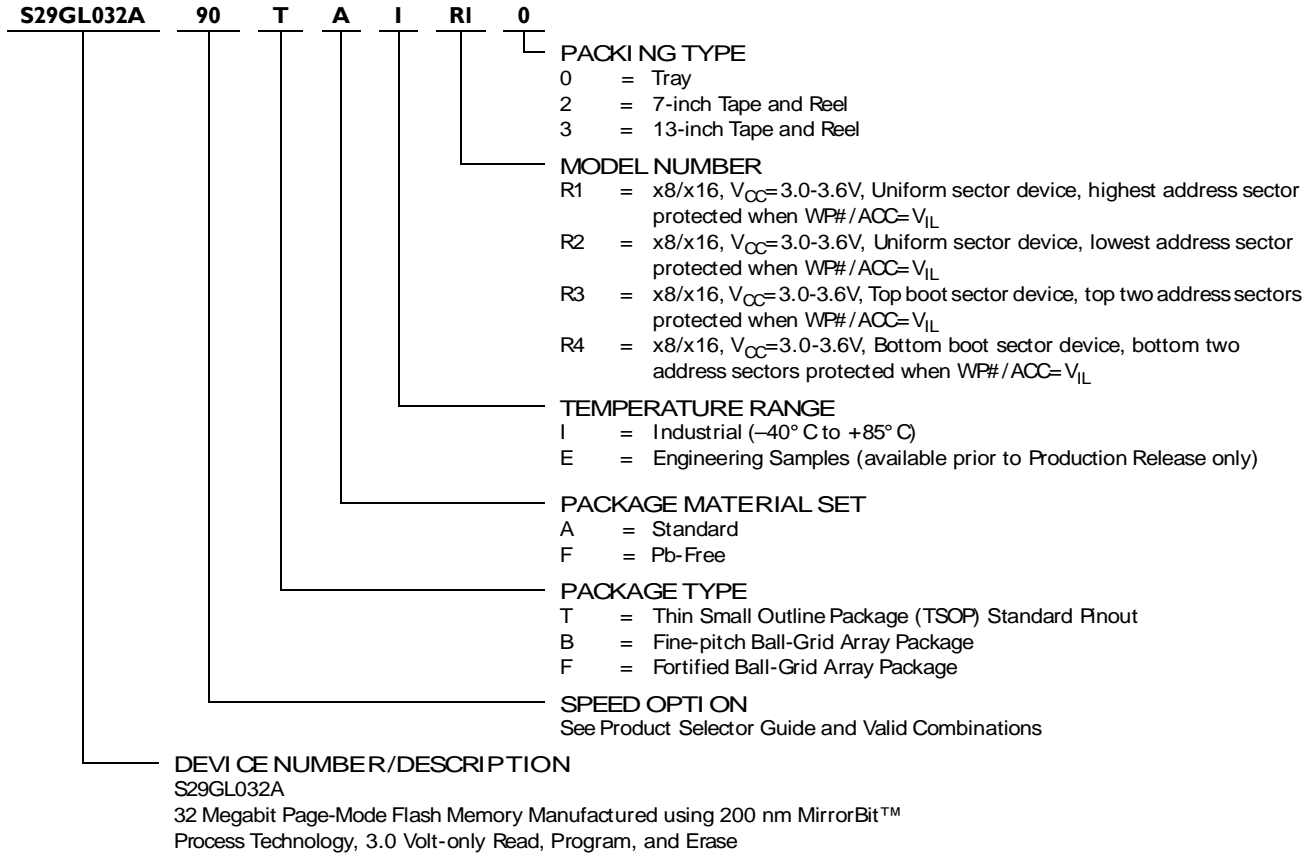 S29GL032A 90 T A I R1 0
PACKING TYPE
0 = Tray
2 = 7-inch Tape and Reel
3 = 13-inch Tape and Reel
MODEL NUMBER
R1 = x8/x16, VCC=3.0-3.6V, Uniform sector device, highest address sector
protected when WP#/ACC=VIL
R2 = x8/x16, VCC=3.0-3.6V, Uniform sector device, lowest address sector
protected when WP#/ACC=VIL
R3 = x8/x16, VCC=3.0-3.6V, Top boot sector device, top two address sectors
protected when WP#/ACC=VIL
R4 = x8/x16, VCC=3.0-3.6V, Bottom boot sector device, bottom two
address sectors protected when WP#/ACC=VIL
TEMPERATURE RANGE
I = Industrial (–40°C to +85°C)
E = Engineering Samples (available prior to Production Release only)
PACKAGE MATERIAL SET
A = Standard
F = Pb-Free
PACKAGE TYPE
T = Thin Small Outline Package (TSOP) Standard Pinout
B = Fine-pitch Ball-Grid Array Package
F = Fortified Ball-Grid Array Package
SPEED OPTION
See Product Selector Guide and Valid Combinations
DEVICE NUMBER/DESCRIPTION
S29GL032A
32 Megabit Page-Mode Flash Memory Manufactured using 200 nm MirrorBit™
Process Technology, 3.0 Volt-only Read, Program, and Erase